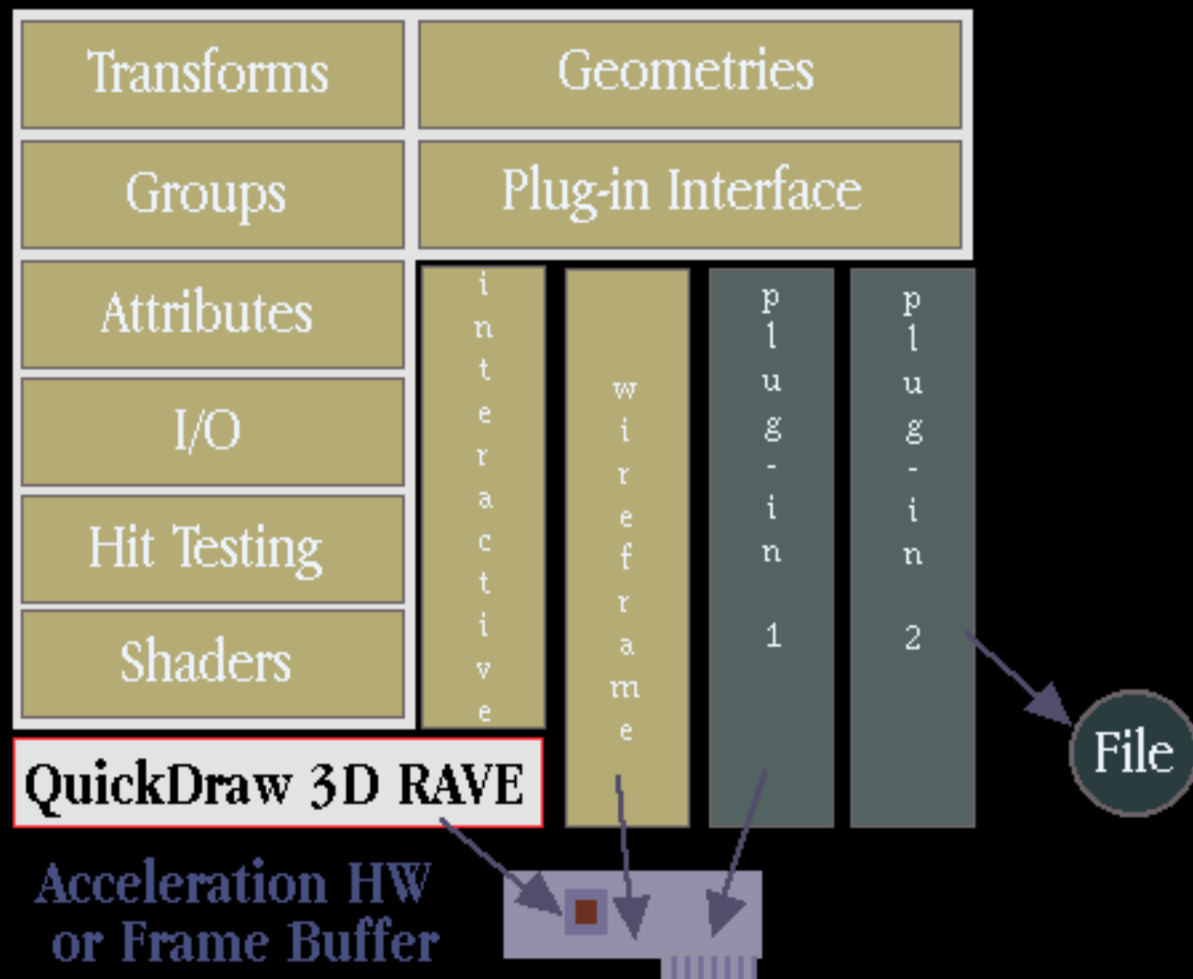 Transforms
Geometries
Groups
Plug-in Interface
Attributes
I/O
Hit Testing
Shaders
interactive
wireframe
plug-in 1
plug-in 2
File
QuickDraw 3D RAVE
Acceleration HW
or Frame Buffer